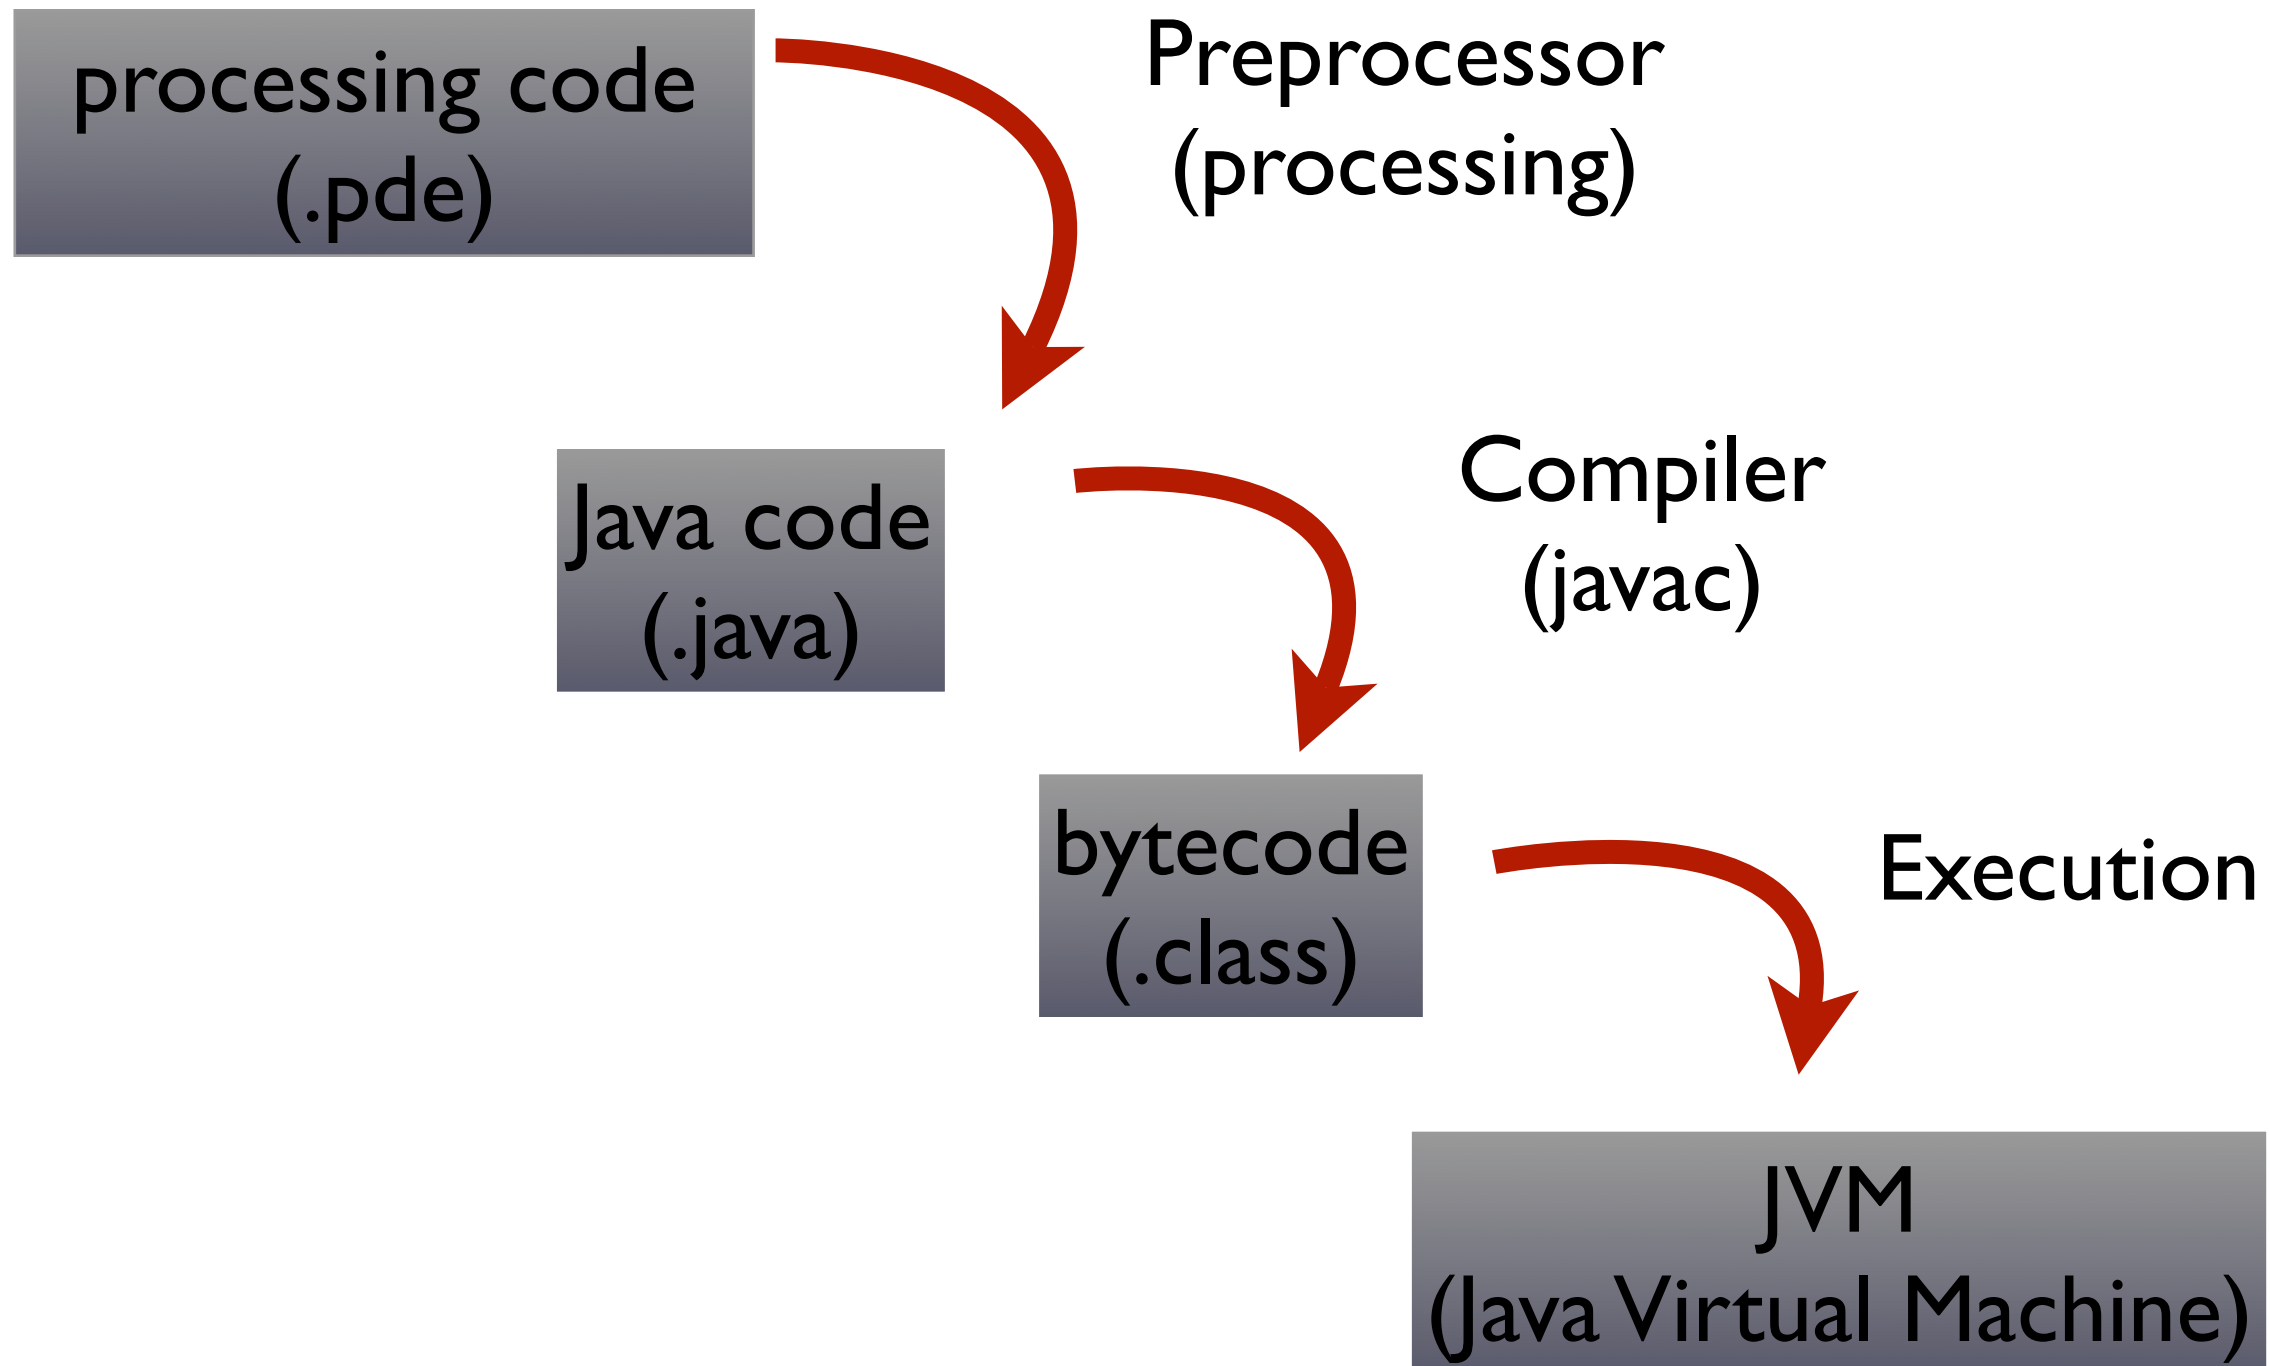 processing code
(.pde)
Preprocessor
(processing)
Java code
(.java)
Compiler
(javac)
bytecode
(.class)
Execution
JVM
(Java Virtual Machine)